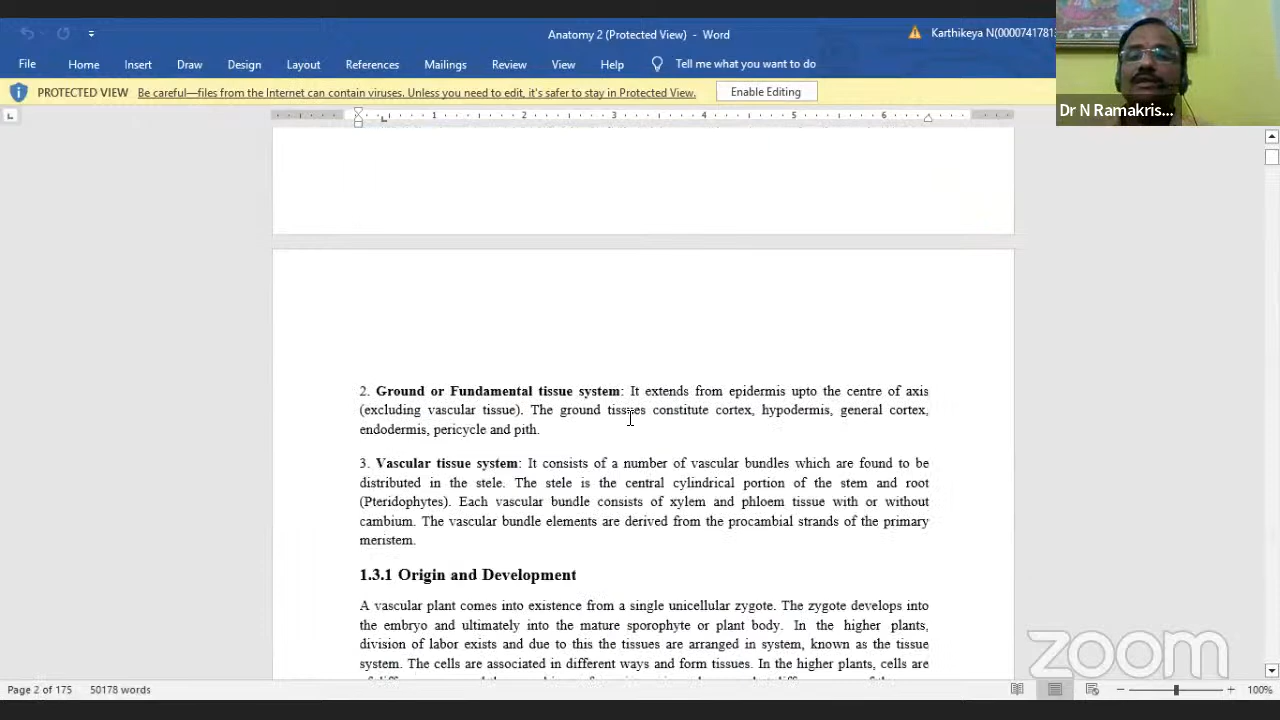 Anatomy 2 (Protected View) - Word
Karthikeya N(0000741781
File Home Insert Draw Design Layout References Mailings Review View Help Tell me what you want to do
PROTECTED VIEW Be careful—files from the Internet can contain viruses. Unless you need to edit, it's safer to stay in Protected View. Enable Editing
Dr N Ramakris...
1 2 3 4 5 6
2. Ground or Fundamental tissue system: It extends from epidermis upto the centre of axis
(excluding vascular tissue). The ground tissues constitute cortex, hypodermis, general cortex,
endodermis, pericycle and pith.
3. Vascular tissue system: It consists of a number of vascular bundles which are found to be
distributed in the stele. The stele is the central cylindrical portion of the stem and root
(Pteridophytes). Each vascular bundle consists of xylem and phloem tissue with or without
cambium. The vascular bundle elements are derived from the procambial strands of the primary
meristem.
1.3.1 Origin and Development
A vascular plant comes into existence from a single unicellular zygote. The zygote develops into
the embryo and ultimately into the mature sporophyte or plant body. In the higher plants,
division of labor exists and due to this the tissues are arranged in system, known as the tissue
system. The cells are associated in different ways and form tissues. In the higher plants, cells are
zoom
Page 2 of 175 50178 words 100%